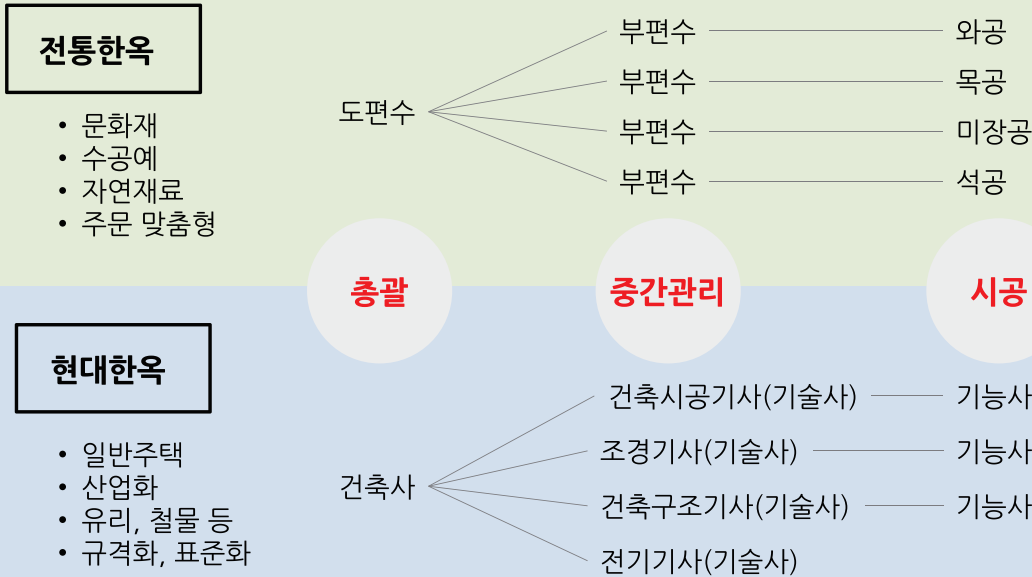 전통한옥
• 문화재
• 수공예
• 자연재료
• 주문 맞춤형
도편수
부편수 와공
부편수 목공
부편수 미장공
부편수 석공
총괄 중간관리 시공
현대한옥
• 일반주택
• 산업화
• 유리, 철물 등
• 규격화, 표준화
건축사
건축시공기사(기술사) 기능사
조경기사(기술사) 기능사
건축구조기사(기술사) 기능사
전기기사(기술사)